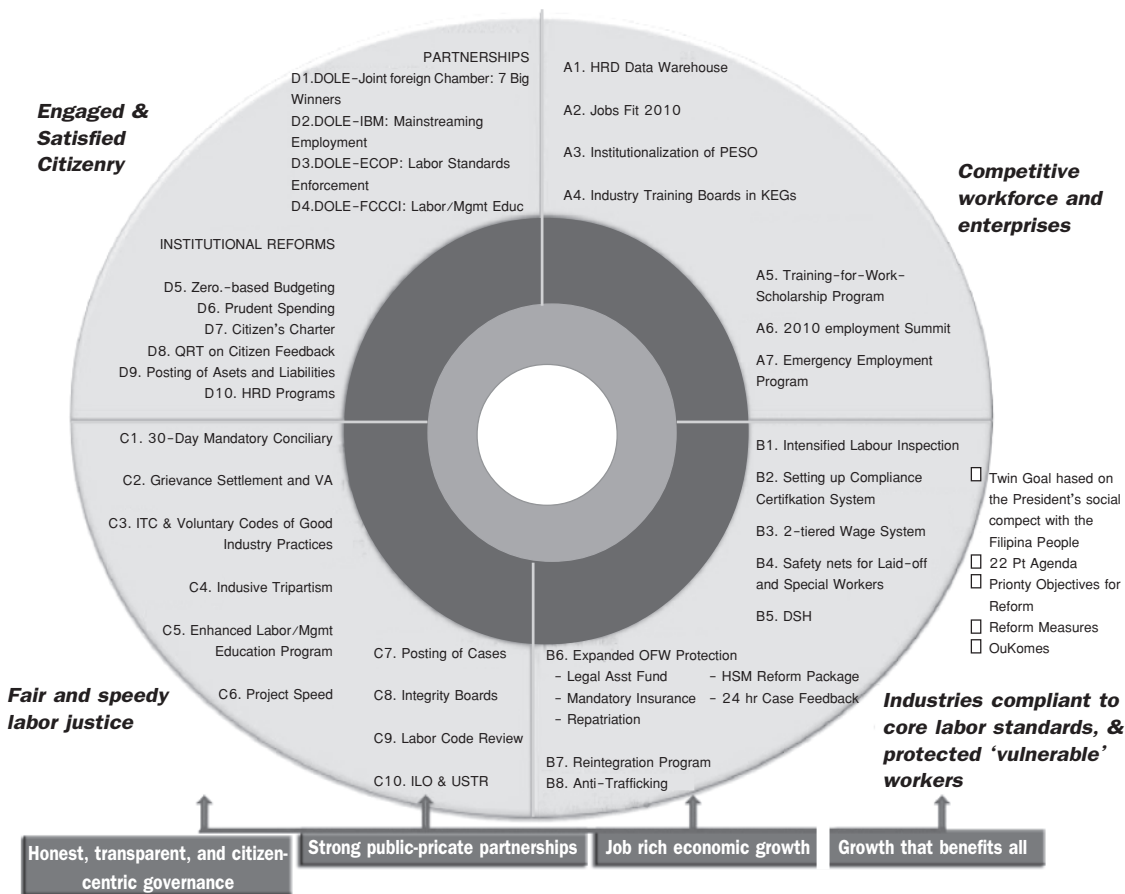 Engaged &
Satisfied
Citizenry
PARTNERSHIPS
D1.DOLE-Joint foreign Chamber: 7 Big
Winners
D2.DOLE-IBM: Mainstreaming
Employment
D3.DOLE-ECOP: Labor Standards
Enforcement
D4.DOLE-FCCCI: Labor/Mgmt Educ
INSTITUTIONAL REFORMS
D5. Zero.-based Budgeting
D6. Prudent Spending
D7. Citizen's Charter
D8. QRT on Citizen Feedback
D9. Posting of Asets and Liabilities
D10. HRD Programs
A1. HRD Data Warehouse
A2. Jobs Fit 2010
A3. Institutionalization of PESO
A4. Industry Training Boards in KEGs
A5. Training-for-Work-
Scholarship Program
A6. 2010 employment Summit
A7. Emergency Employment
Program
Competitive
workforce and
enterprises
C1. 30-Day Mandatory Conciliary
C2. Grievance Settlement and VA
C3. ITC & Voluntary Codes of Good
Industry Practices
C4. Indusive Tripartism
C5. Enhanced Labor/Mgmt
Education Program
C6. Project Speed
C7. Posting of Cases
C8. Integrity Boards
C9. Labor Code Review
C10. ILO & USTR
Fair and speedy
labor justice
B1. Intensified Labour Inspection
B2. Setting up Compliance
Certifkation System
B3. 2-tiered Wage System
B4. Safety nets for Laid-off
and Special Workers
B5. DSH
B6. Expanded OFW Protection
- Legal Asst Fund - HSM Reform Package
- Mandatory Insurance - 24 hr Case Feedback
- Repatriation
B7. Reintegration Program
B8. Anti-Trafficking
Twin Goal based on
the President's social
compect with the
Filipina People
22 Pt Agenda
Prionty Objectives for
Reform
Reform Measures
OuKomes
Industries compliant to
core labor standards, &
protected 'vulnerable'
workers
Honest, transparent, and citizen-
centric governance
Strong public-private partnerships
Job rich economic growth
Growth that benefits all